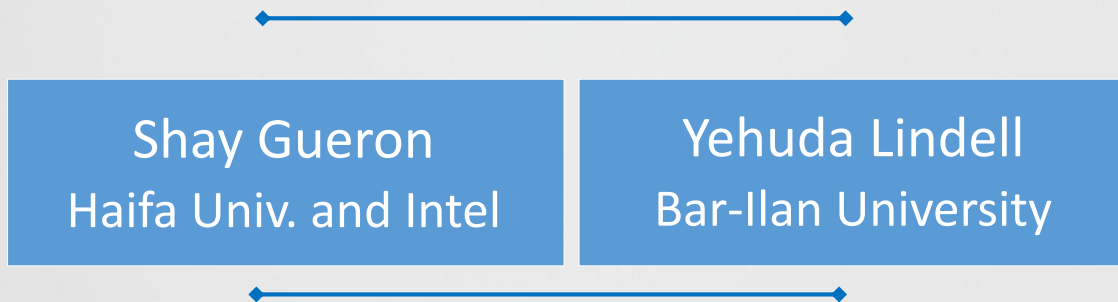 Shay Gueron
Haifa Univ. and Intel
Yehuda Lindell
Bar-Ilan University